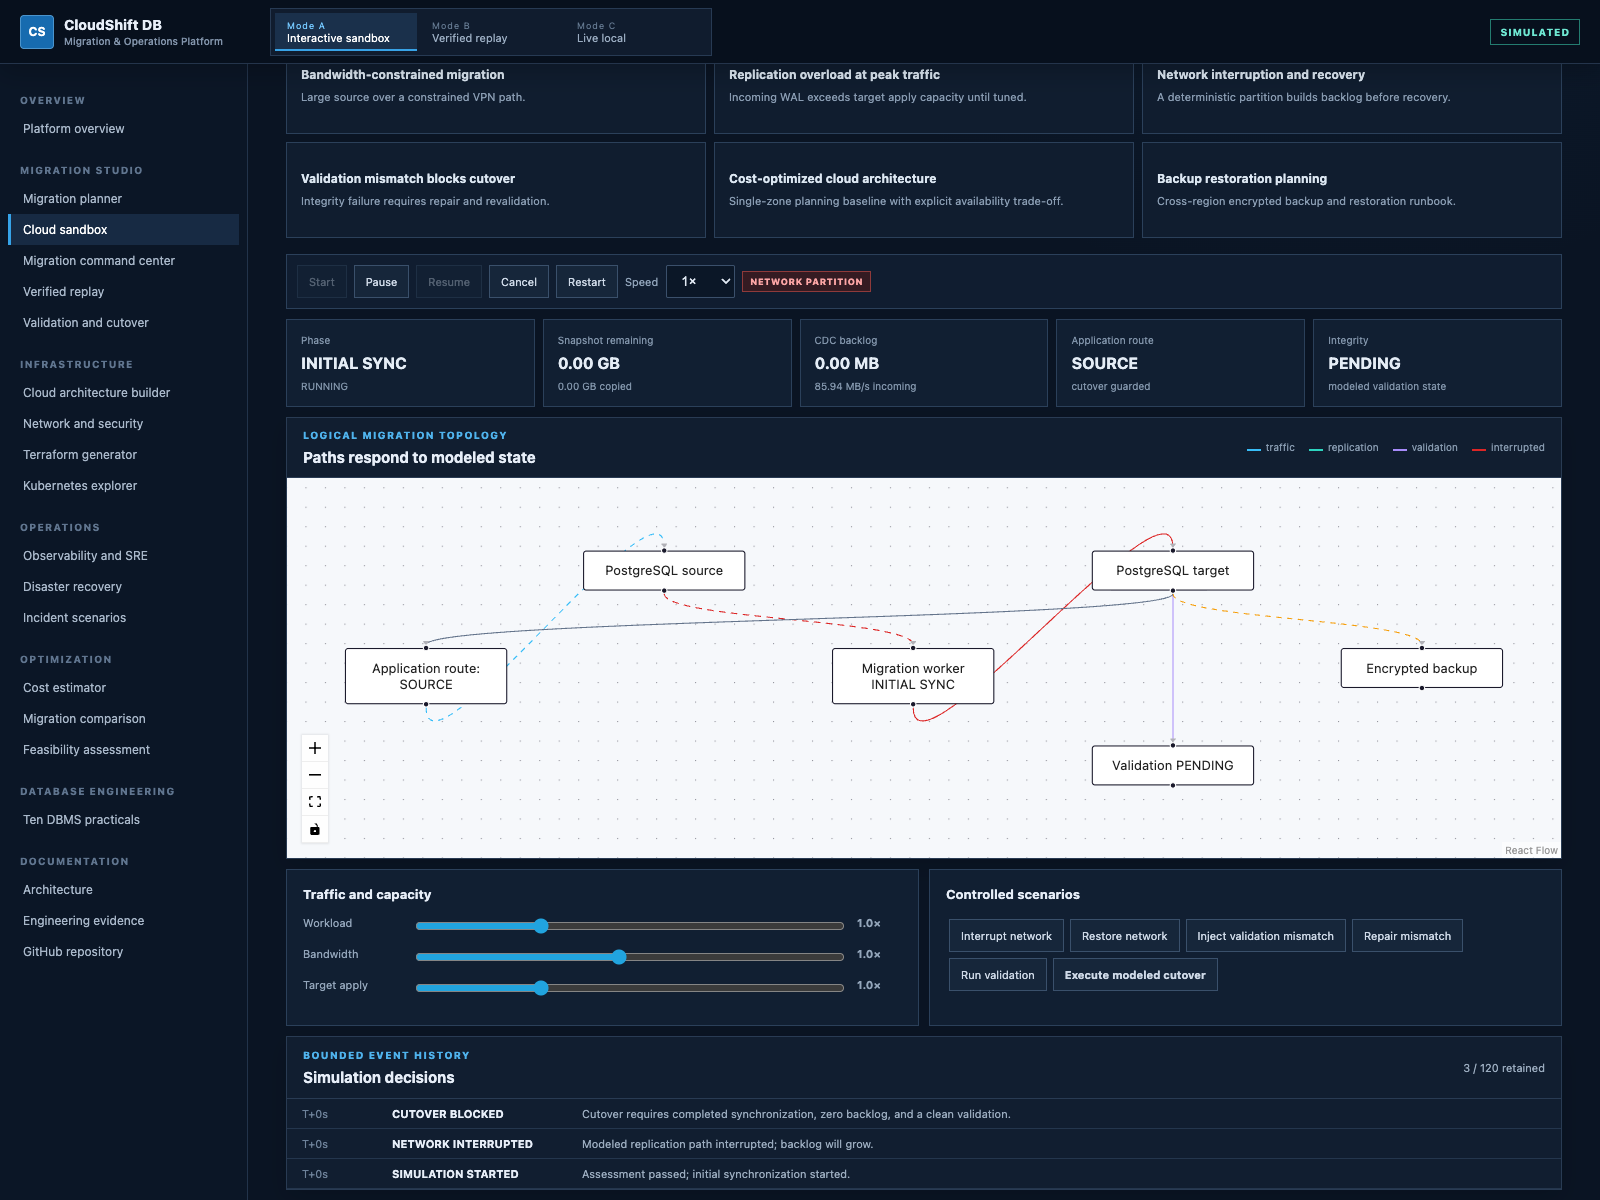 CS
CloudShift DB
Migration & Operations Platform
Mode A
Interactive sandbox
Mode B
Verified replay
Mode C
Live local
SIMULATED
OVERVIEW
Platform overview
MIGRATION STUDIO
Migration planner
Cloud sandbox
Migration command center
Verified replay
Validation and cutover
INFRASTRUCTURE
Cloud architecture builder
Network and security
Terraform generator
Kubernetes explorer
OPERATIONS
Observability and SRE
Disaster recovery
Incident scenarios
OPTIMIZATION
Cost estimator
Migration comparison
Feasibility assessment
DATABASE ENGINEERING
Ten DBMS practicals
DOCUMENTATION
Architecture
Engineering evidence
GitHub repository
Bandwidth-constrained migration
Large source over a constrained VPN path.
Replication overload at peak traffic
Incoming WAL exceeds target apply capacity until tuned.
Network interruption and recovery
A deterministic partition builds backlog before recovery.
Validation mismatch blocks cutover
Integrity failure requires repair and revalidation.
Cost-optimized cloud architecture
Single-zone planning baseline with explicit availability trade-off.
Backup restoration planning
Cross-region encrypted backup and restoration runbook.
Start
Pause
Resume
Cancel
Restart
Speed
1×
NETWORK PARTITION
Phase
INITIAL SYNC
RUNNING
Snapshot remaining
0.00 GB
0.00 GB copied
CDC backlog
0.00 MB
85.94 MB/s incoming
Application route
SOURCE
cutover guarded
Integrity
PENDING
modeled validation state
LOGICAL MIGRATION TOPOLOGY
Paths respond to modeled state
traffic
replication
validation
interrupted
PostgreSQL source
PostgreSQL target
Application route:
SOURCE
Migration worker
INITIAL SYNC
Encrypted backup
Validation PENDING
React Flow
Traffic and capacity
Workload
1.0×
Bandwidth
1.0×
Target apply
1.0×
Controlled scenarios
Interrupt network
Restore network
Inject validation mismatch
Repair mismatch
Run validation
Execute modeled cutover
BOUNDED EVENT HISTORY
Simulation decisions
3 / 120 retained
T+0s CUTOVER BLOCKED Cutover requires completed synchronization, zero backlog, and a clean validation.
T+0s NETWORK INTERRUPTED Modeled replication path interrupted; backlog will grow.
T+0s SIMULATION STARTED Assessment passed; initial synchronization started.